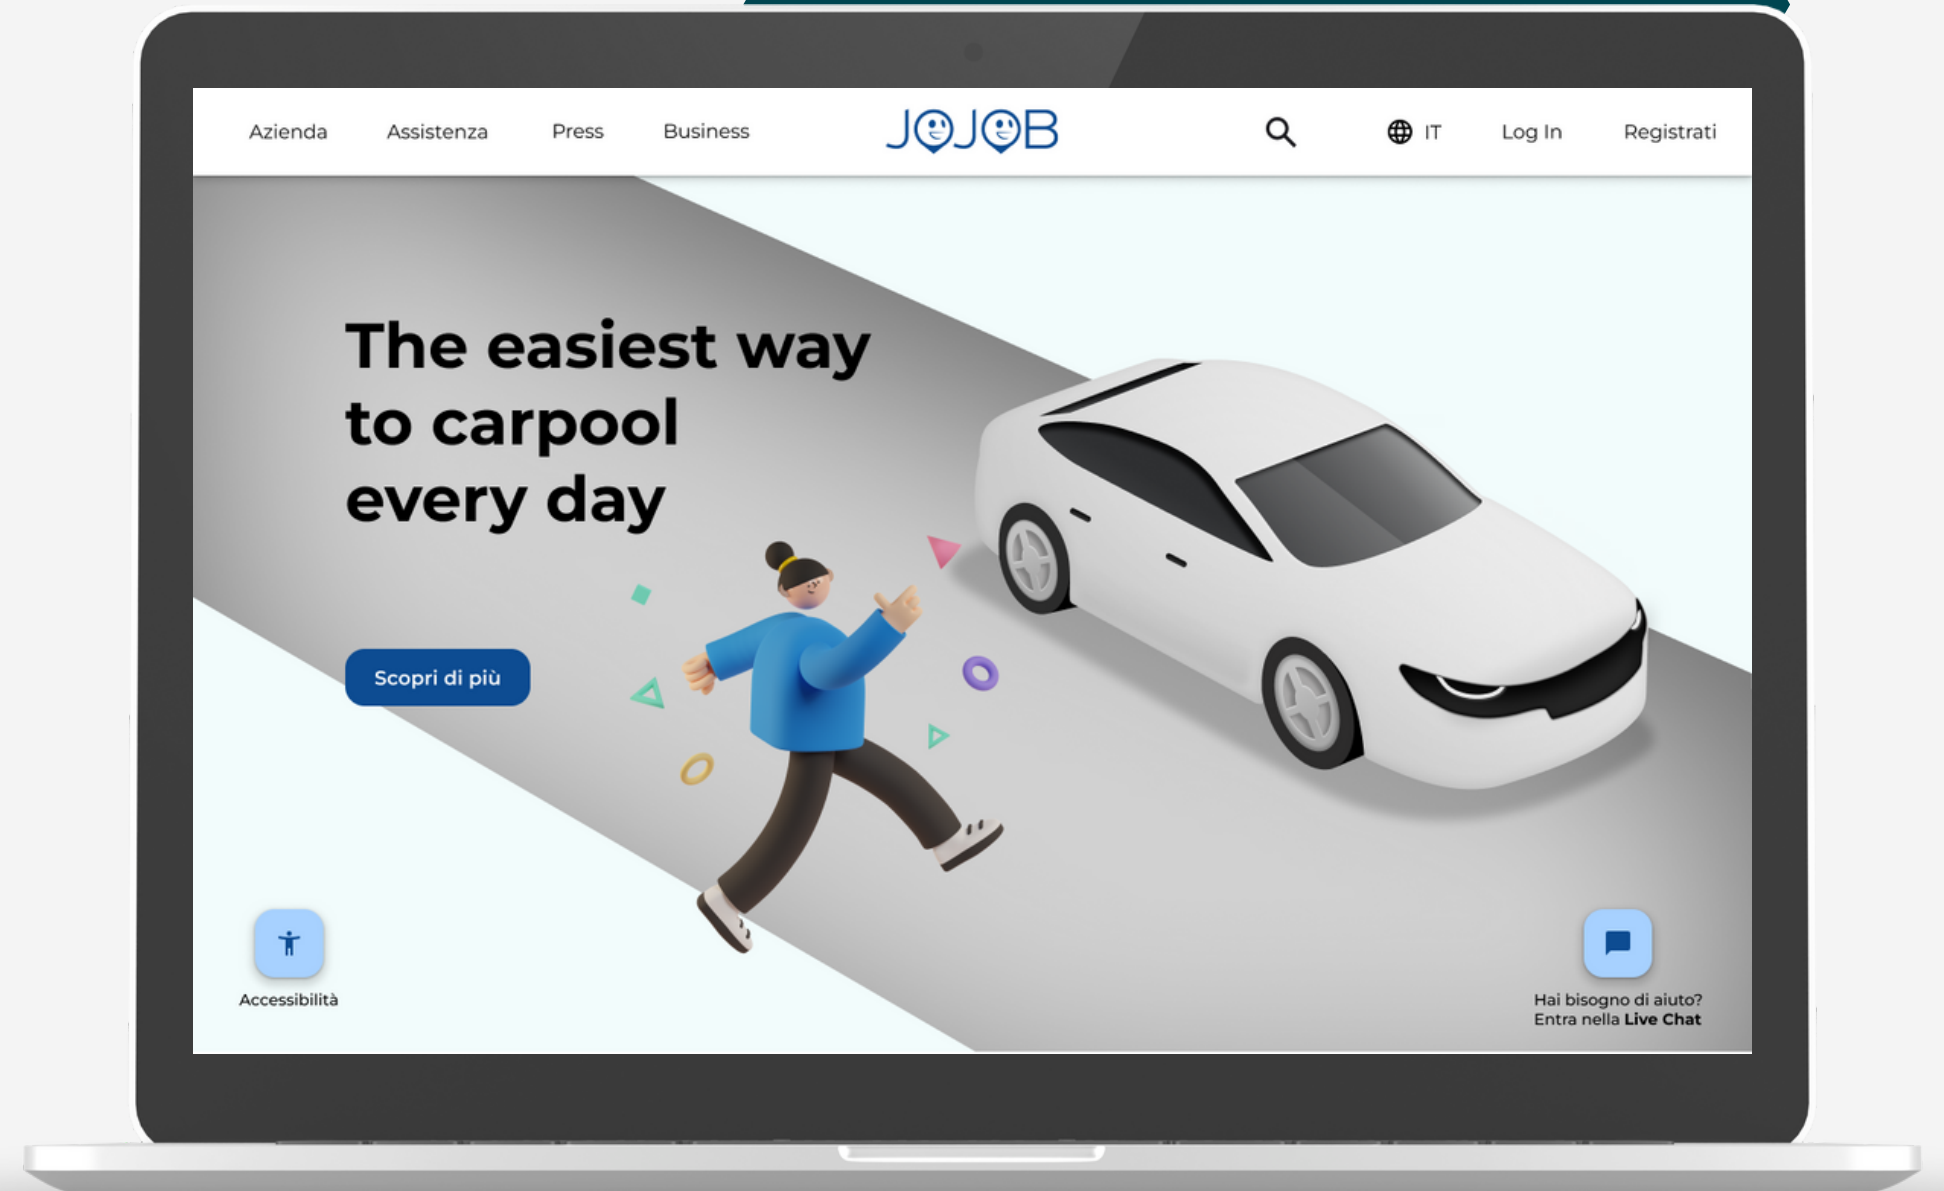 Azienda Assistenza Press Business JOJOB IT Log In Registrati
The easiest way
to carpool
every day
Scopri di più
Accessibilità
Hai bisogno di aiuto?
Entra nella Live Chat